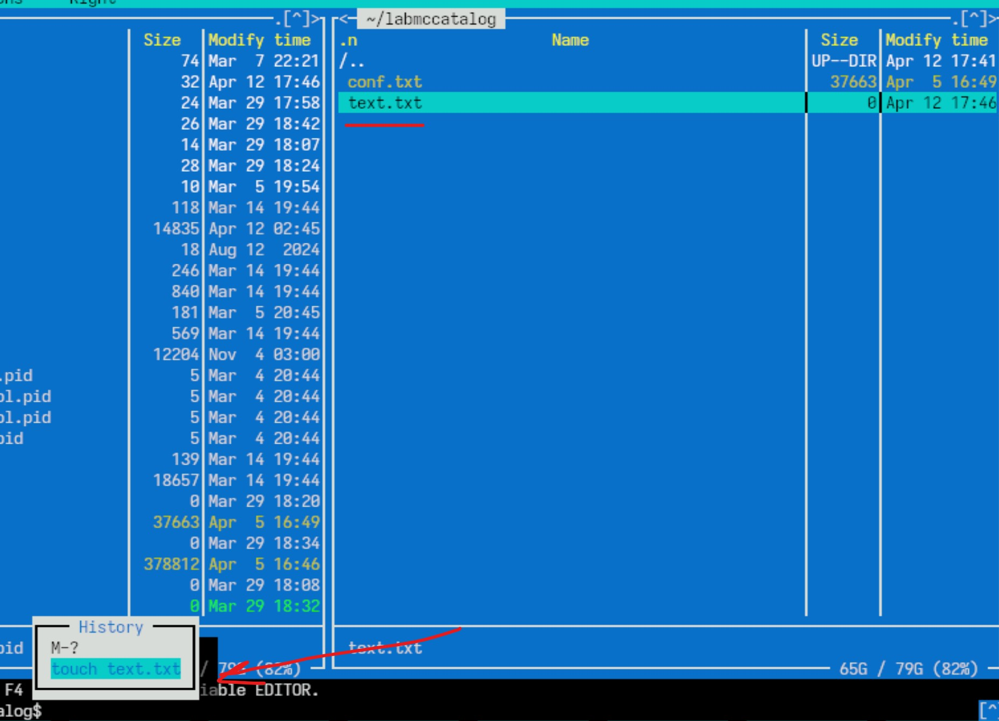 Right
.[^]>
<- ~/labmccatalog .[^]>
Size Modify time .n Name Size Modify time
74 Mar 7 22:21 /.. UP--DIR Apr 12 17:41
32 Apr 12 17:46 conf.txt 37663 Apr 5 16:49
24 Mar 29 17:58 text.txt 0 Apr 12 17:46
26 Mar 29 18:42
14 Mar 29 18:07
28 Mar 29 18:24
10 Mar 5 19:54
118 Mar 14 19:44
14835 Apr 12 02:45
18 Aug 12 2024
246 Mar 14 19:44
840 Mar 14 19:44
181 Mar 5 20:45
569 Mar 14 19:44
12204 Nov 4 03:00
.pid 5 Mar 4 20:44
ol.pid 5 Mar 4 20:44
ol.pid 5 Mar 4 20:44
pid 5 Mar 4 20:44
139 Mar 14 19:44
18657 Mar 14 19:44
0 Mar 29 18:20
37663 Apr 5 16:49
0 Mar 29 18:34
378812 Apr 5 16:46
0 Mar 29 18:08
0 Mar 29 18:32
History
pid M-? text.txt
touch text.txt / 79G (82%) 65G / 79G (82%)
F4 iable EDITOR.
alog$ [^